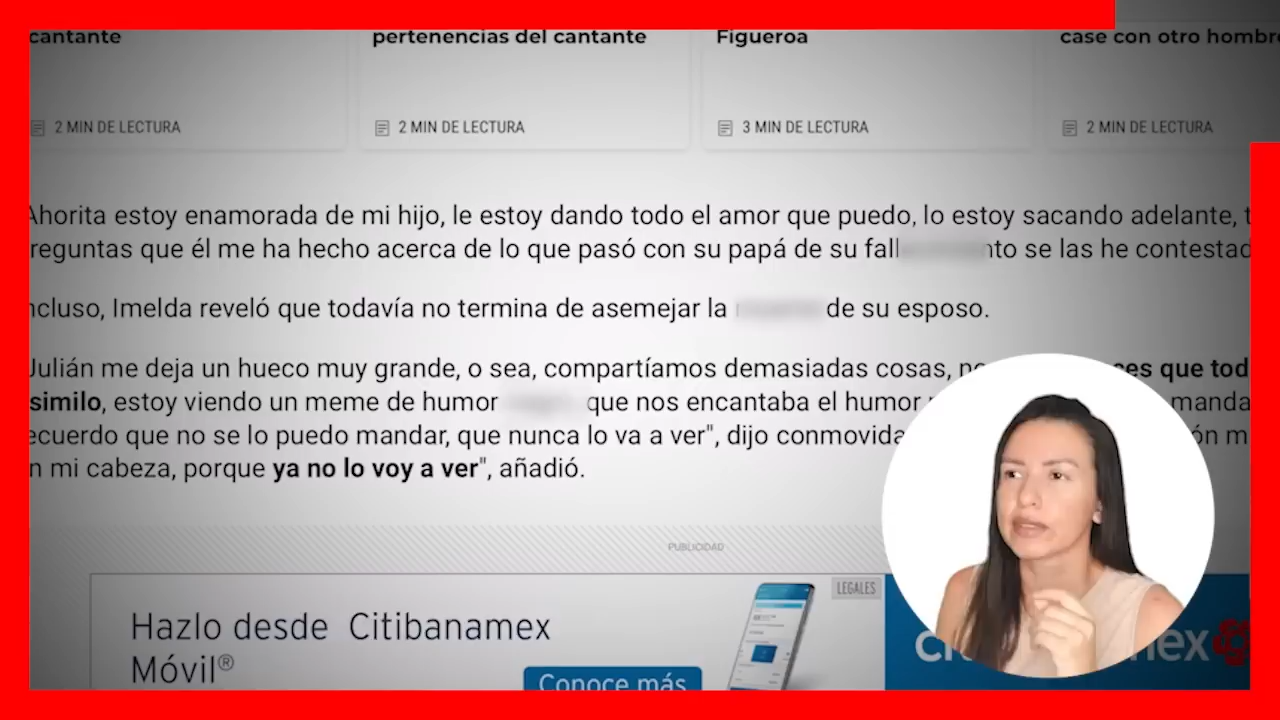 cantante
pertenencias del cantante
Figueroa
case con otro hombre
2 MIN DE LECTURA
2 MIN DE LECTURA
3 MIN DE LECTURA
2 MIN DE LECTURA
Ahorita estoy enamorada de mi hijo, le estoy dando todo el amor que puedo, lo estoy sacando adelante, t
reguntas que él me ha hecho acerca de lo que pasó con su papá de su fall nto se las he contestad
ncluso, Imelda reveló que todavía no termina de asemejar la de su esposo.
Julián me deja un hueco muy grande, o sea, compartíamos demasiadas cosas, ces que tod
similo, estoy viendo un meme de humor que nos encantaba el humor manda
ecuerdo que no se lo puedo mandar, que nunca lo va a ver", dijo conmovida ón m
n mi cabeza, porque ya no lo voy a ver", añadió.
PUBLICIDAD
LEGALES
Hazlo desde Citibanamex
Móvil®
Conoce más